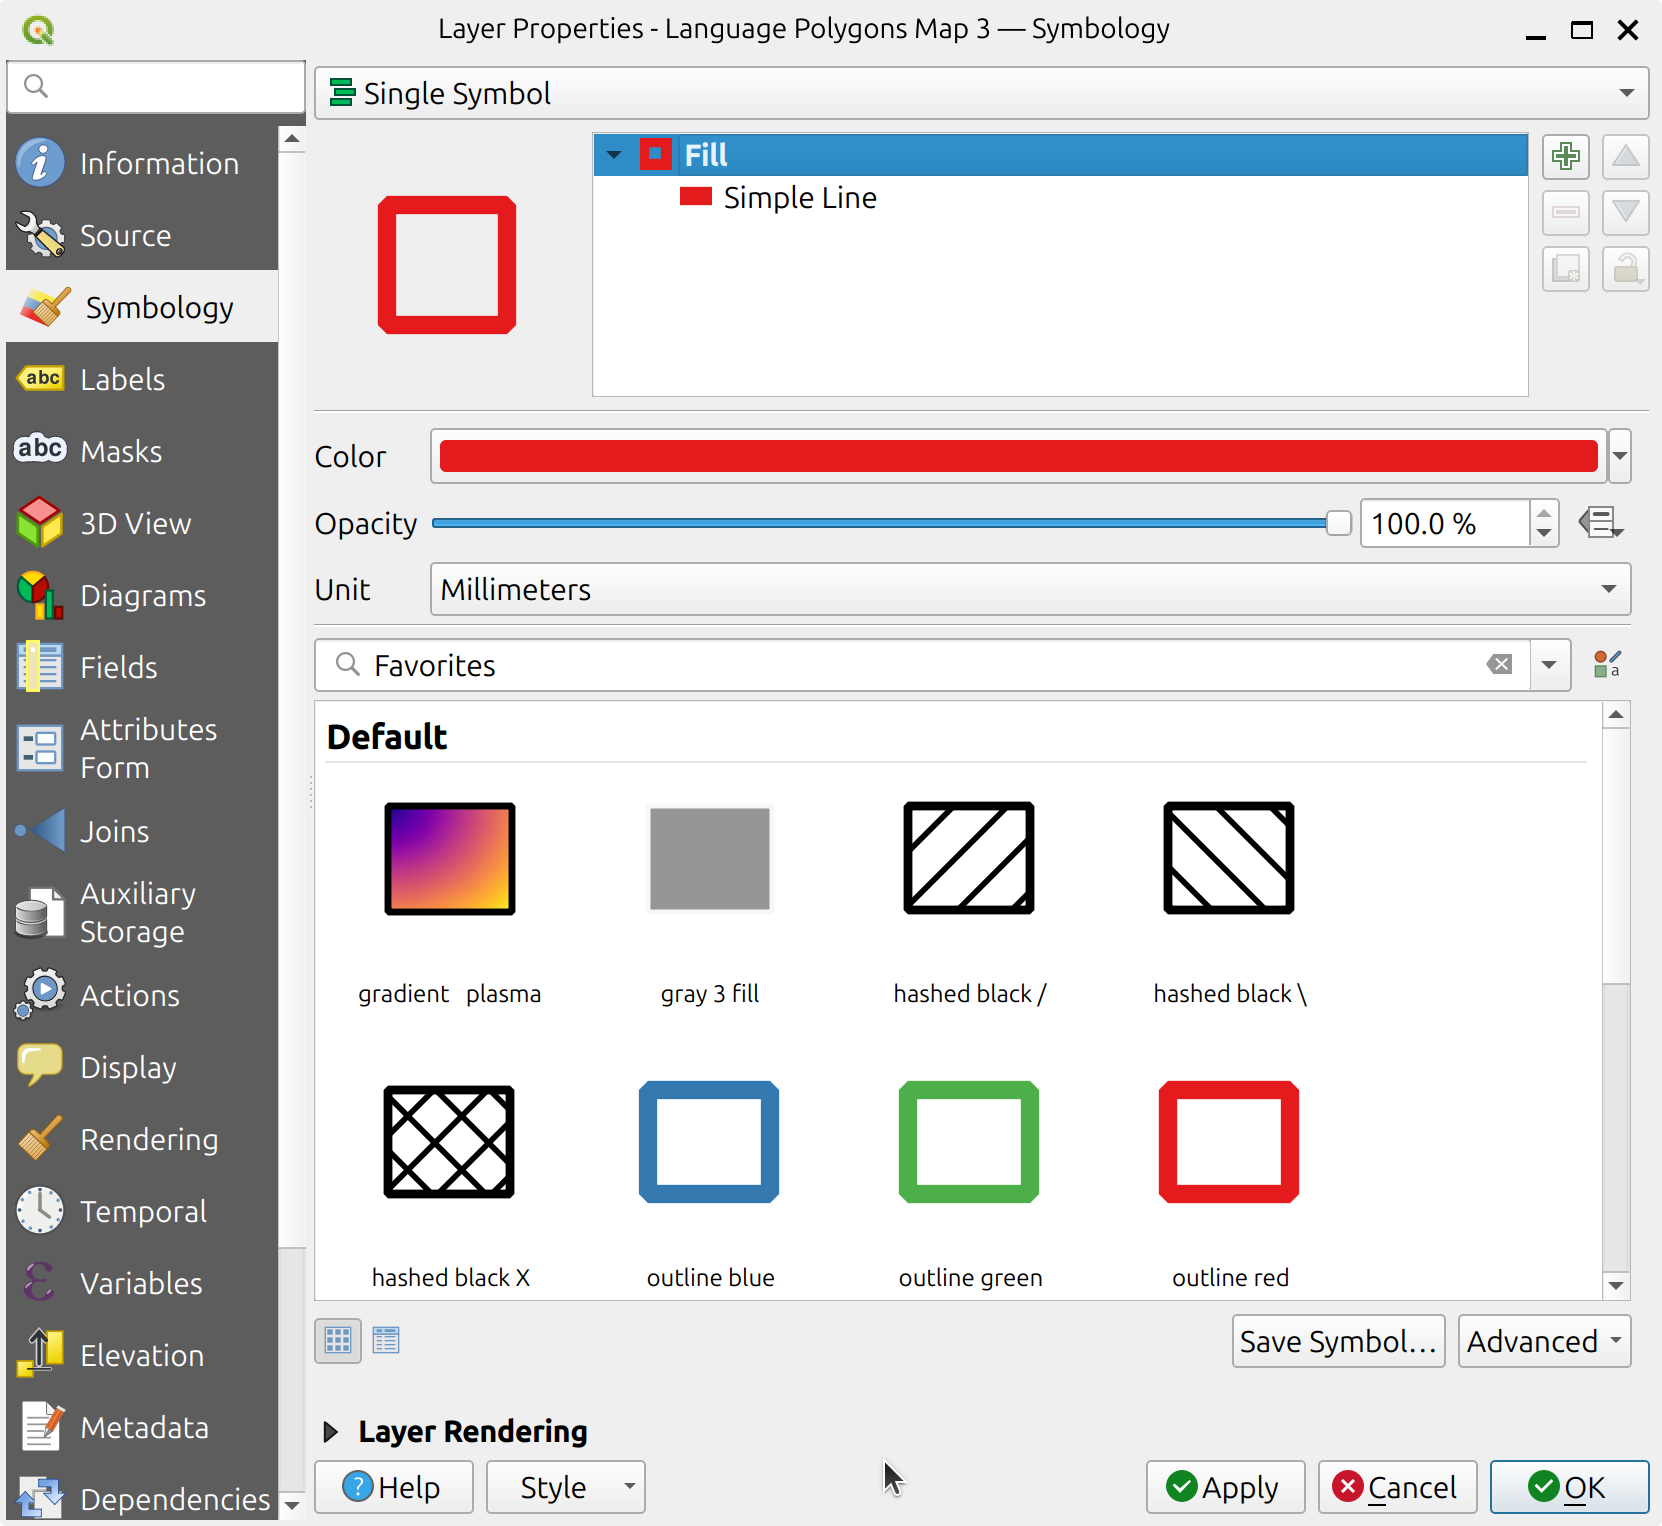 Layer Properties - Language Polygons Map 3 — Symbology
Information
Source
Symbology
Labels
Masks
3D View
Diagrams
Fields
Attributes
Form
Joins
Auxiliary
Storage
Actions
Display
Rendering
Temporal
Variables
Elevation
Metadata
Dependencies
Single Symbol
Fill
Simple Line
Color
Opacity
100.0 %
Unit
Millimeters
Favorites
Default
gradient plasma
gray 3 fill
hashed black /
hashed black \
hashed black X
outline blue
outline green
outline red
Save Symbol…
Advanced
Layer Rendering
Help
Style
Apply
Cancel
OK
abc
abc
a